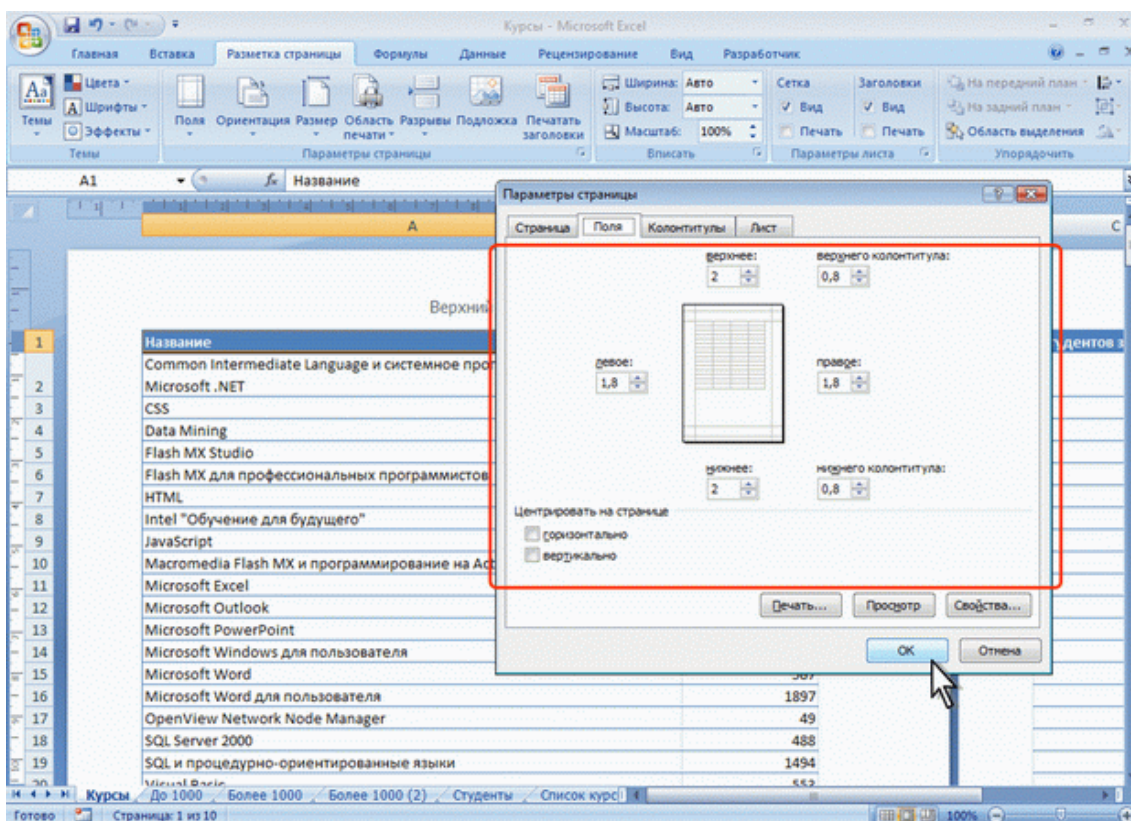 Курсы - Microsoft Excel
Главная Вставка Разметка страницы Формулы Данные Рецензирование Вид Разработчик
Цвета Ширина: Авто Сетка Заголовки На передний план
Шрифты Высота: Авто Вид Вид На задний план
Темы Поля Ориентация Размер Область печати Разрывы Подложка Печатать заголовки
Эффекты Масштаб: 100% Печать Печать Область выделения
Темы Параметры страницы Вписать Параметры листа Упорядочить
A1 fx Название
A C
Параметры страницы
Страница Поля Колонтитулы Лист
верхнее: верхнего колонтитула:
2 0,8
левое: правое:
1,8 1,8
нижнее: нижнего колонтитула:
2 0,8
Центрировать на странице
горизонтально
вертикально
Печать... Просмотр Свойства...
OK Отмена
Верхний
1 Название дентов з
Common Intermediate Language и системное прог
2 Microsoft .NET
3 CSS
4 Data Mining
5 Flash MX Studio
6 Flash MX для профессиональных программистов
7 HTML
8 Intel "Обучение для будущего"
9 JavaScript
10 Macromedia Flash MX и программирование на Act
11 Microsoft Excel
12 Microsoft Outlook
13 Microsoft PowerPoint
14 Microsoft Windows для пользователя
15 Microsoft Word
16 Microsoft Word для пользователя 1897
17 OpenView Network Node Manager 49
18 SQL Server 2000 488
19 SQL и процедурно-ориентированные языки 1494
20 Visual Basic
Курсы До 1000 Более 1000 Более 1000 (2) Студенты Список курс
Готово Страница: 1 из 10 100%